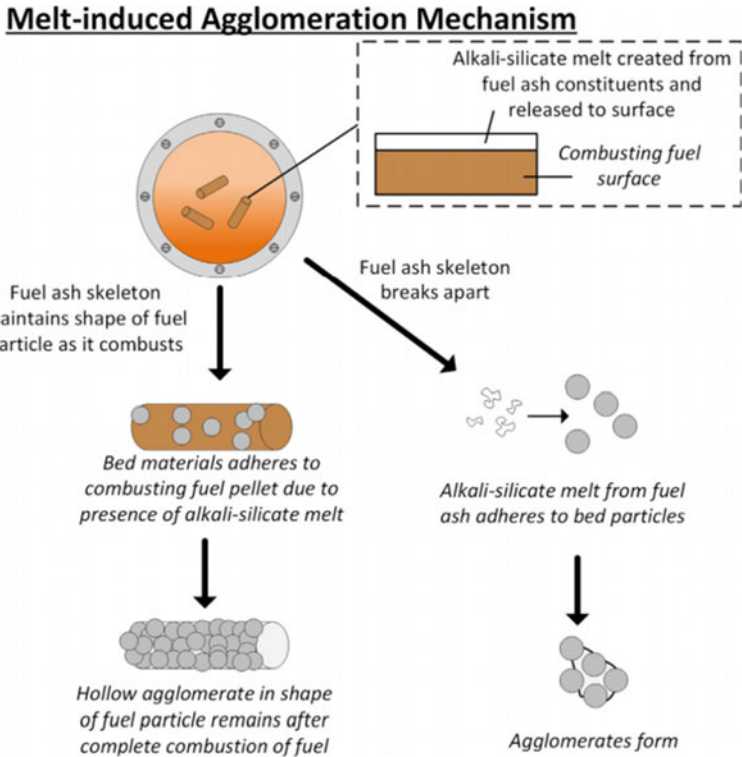 Melt-induced Agglomeration Mechanism
Alkali-silicate melt created from
fuel ash constituents and
released to surface
Combusting fuel
surface
Fuel ash skeleton
breaks apart
Fuel ash skeleton
aintains shape of fuel
article as it combusts
Bed materials adheres to
combusting fuel pellet due to
presence of alkali-silicate melt
Alkali-silicate melt from fuel
ash adheres to bed particles
Hollow agglomerate in shape
of fuel particle remains after
complete combustion of fuel
Agglomerates form